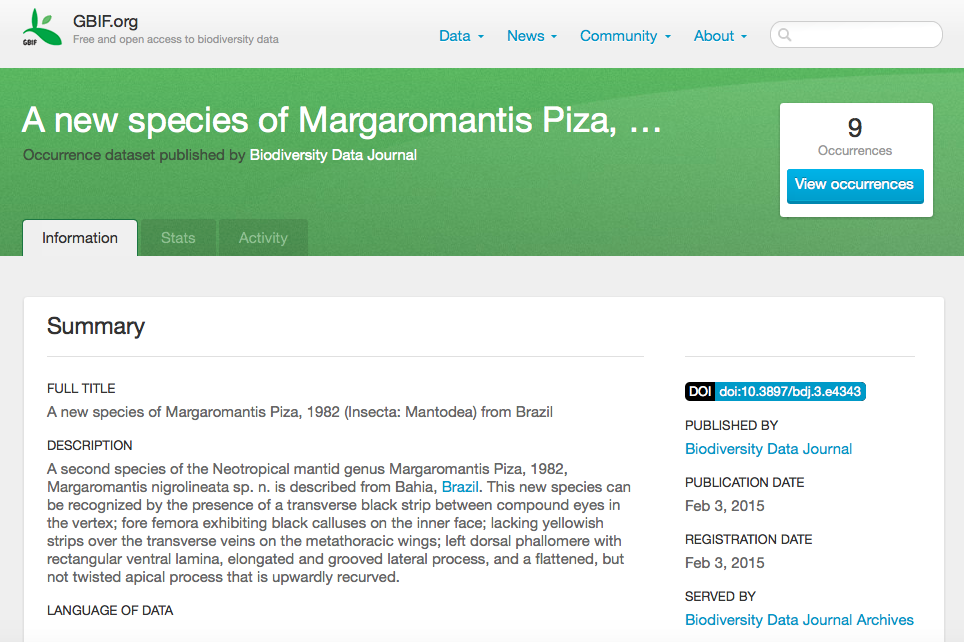 GBIF
GBIF.org
Free and open access to biodiversity data
Data
News
Community
About
A new species of Margaromantis Piza, …
Occurrence dataset published by Biodiversity Data Journal
9
Occurrences
View occurrences
Information
Stats
Activity
Summary
FULL TITLE
A new species of Margaromantis Piza, 1982 (Insecta: Mantodea) from Brazil
DESCRIPTION
A second species of the Neotropical mantid genus Margaromantis Piza, 1982,
Margaromantis nigrolineata sp. n. is described from Bahia, Brazil. This new species can
be recognized by the presence of a transverse black strip between compound eyes in
the vertex; fore femora exhibiting black calluses on the inner face; lacking yellowish
strips over the transverse veins on the metathoracic wings; left dorsal phallomere with
rectangular ventral lamina, elongated and grooved lateral process, and a flattened, but
not twisted apical process that is upwardly recurved.
LANGUAGE OF DATA
DOI doi:10.3897/bdj.3.e4343
PUBLISHED BY
Biodiversity Data Journal
PUBLICATION DATE
Feb 3, 2015
REGISTRATION DATE
Feb 3, 2015
SERVED BY
Biodiversity Data Journal Archives